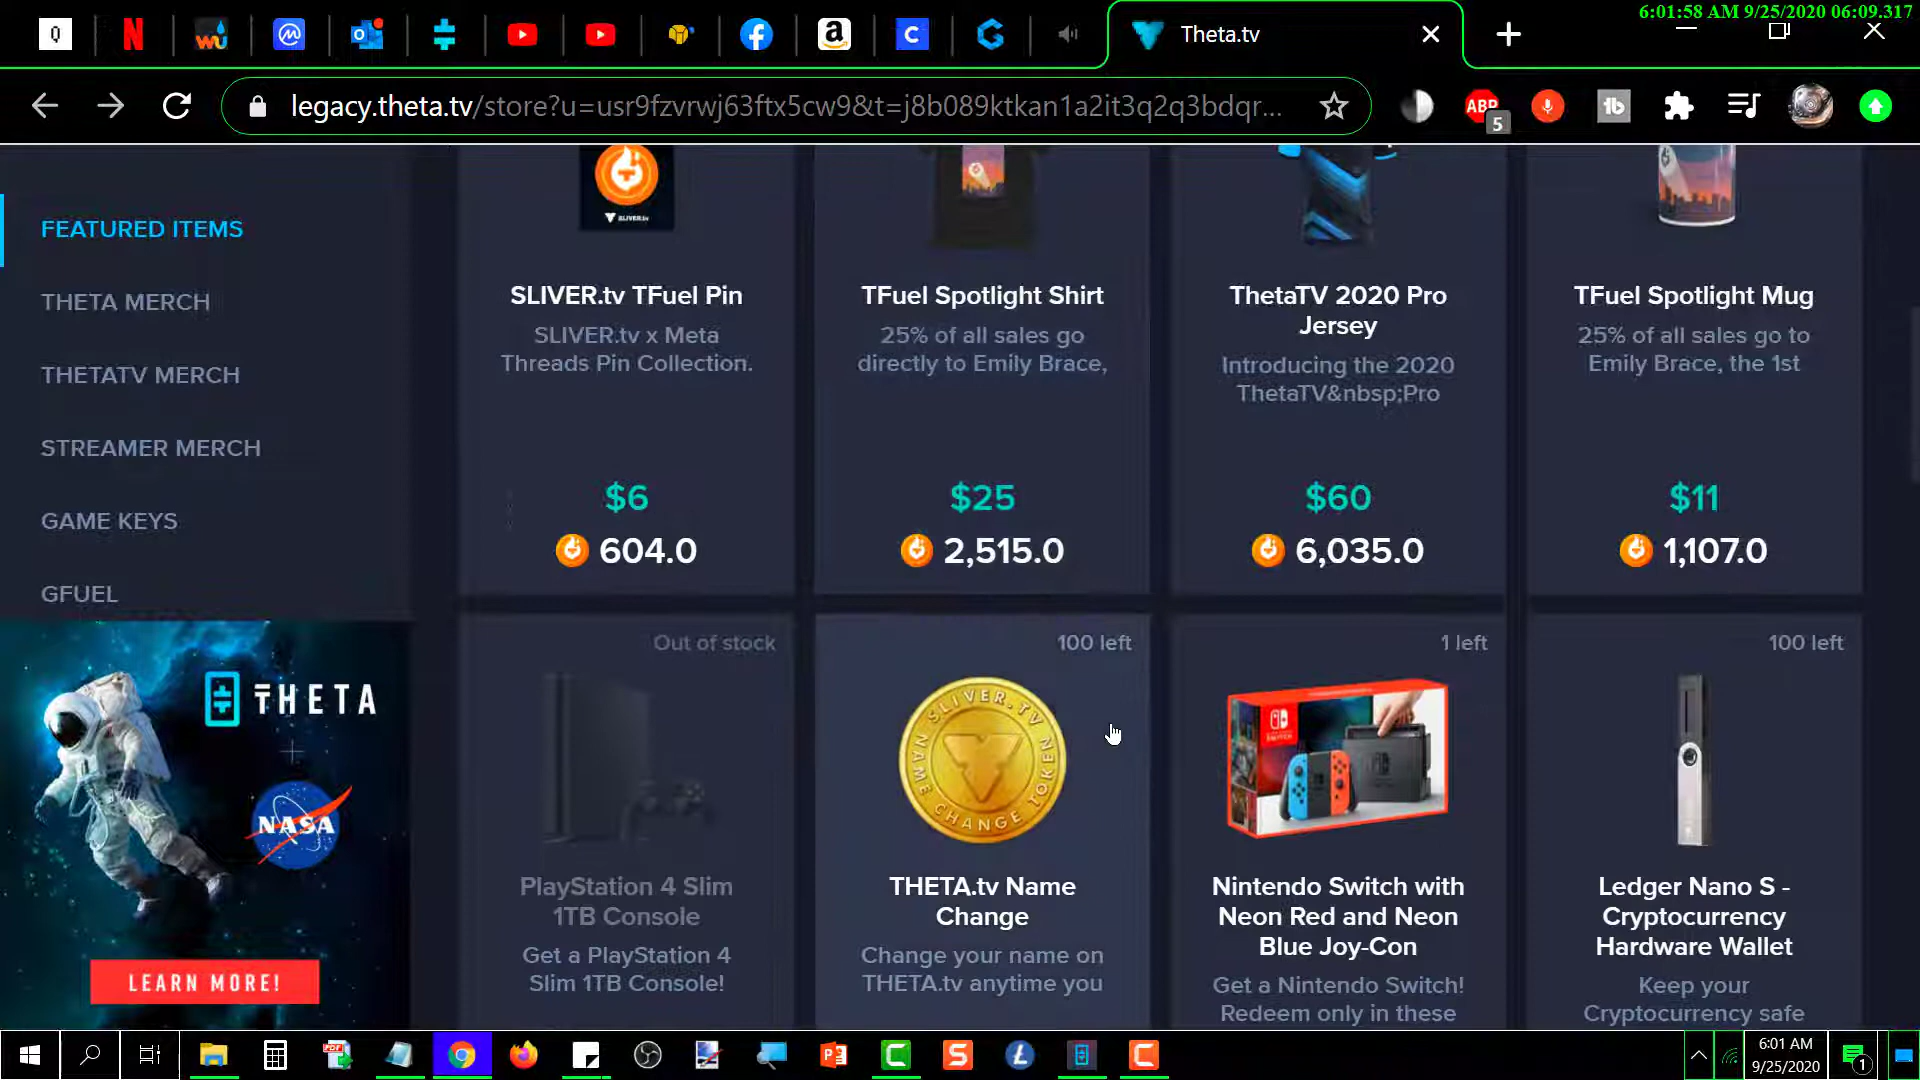 6:01:58 AM 9/25/2020 06:09.317
Theta.tv
legacy.theta.tv/store?u=usr9fzvrwj63ftx5cw9&t=j8b089ktkan1a2it3q2q3bdqr...
ABP
5
tb
FEATURED ITEMS
THETA MERCH
THETATV MERCH
STREAMER MERCH
GAME KEYS
GFUEL
SLIVER.tv
SLIVER.tv TFuel Pin
SLIVER.tv x Meta
Threads Pin Collection.
$6
604.0
TFuel Spotlight Shirt
25% of all sales go
directly to Emily Brace,
$25
2,515.0
ThetaTV 2020 Pro
Jersey
Introducing the 2020
ThetaTV&nbsp;Pro
$60
6,035.0
TFuel Spotlight Mug
25% of all sales go to
Emily Brace, the 1st
$11
1,107.0
THETA
NASA
LEARN MORE!
Out of stock
PlayStation 4 Slim
1TB Console
Get a PlayStation 4
Slim 1TB Console!
100 left
SLIVER.TV
NAME CHANGE TOKEN
THETA.tv Name
Change
Change your name on
THETA.tv anytime you
1 left
Nintendo Switch with
Neon Red and Neon
Blue Joy-Con
Get a Nintendo Switch!
Redeem only in these
100 left
Ledger Nano S -
Cryptocurrency
Hardware Wallet
Keep your
Cryptocurrency safe
6:01 AM
9/25/2020
1